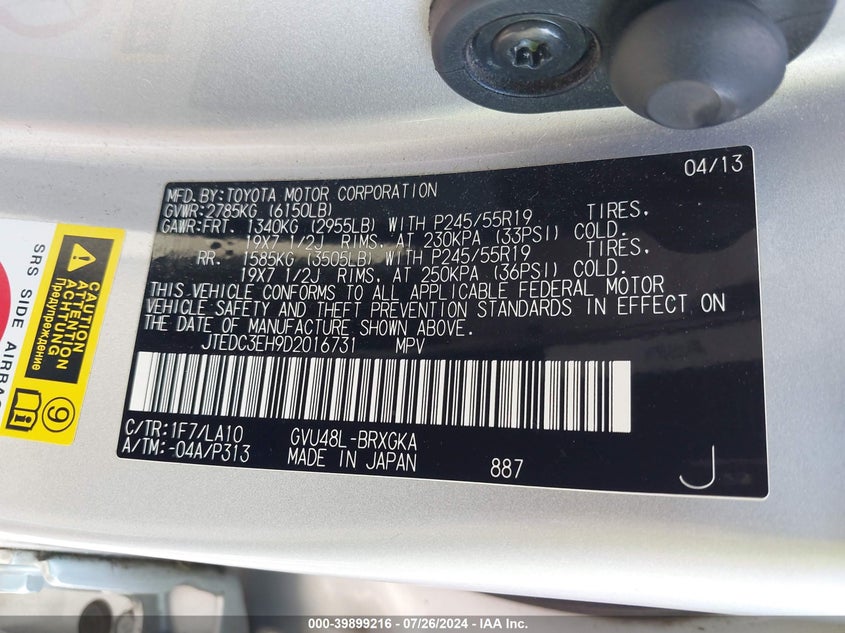 04/13
MFD.BY:TOYOTA MOTOR CORPORATION
GVWR:2785KG (6150LB)
GAWR:FRT. 1340KG (2955LB) WITH P245/55R19 TIRES,
19X7 1/2J RIMS, AT 230KPA (33PSI) COLD.
RR. 1585KG (3505LB) WITH P245/55R19 TIRES,
19X7 1/2J RIMS, AT 250KPA (36PSI) COLD.
THIS VEHICLE CONFORMS TO ALL APPLICABLE FEDERAL MOTOR
VEHICLE SAFETY AND THEFT PREVENTION STANDARDS IN EFFECT ON
THE DATE OF MANUFACTURE SHOWN ABOVE.
JTEDC3EH9D2016731 MPV
C/TR:1F7/LA10 GVU48L-BRXGKA
A/TM:-04A/P313 MADE IN JAPAN 887 J
SRS SIDE AIRBAG
CAUTION
ATTENTION
ACHTUNG
Предупреждение
9
000-39899216 - 07/26/2024 - IAA Inc.